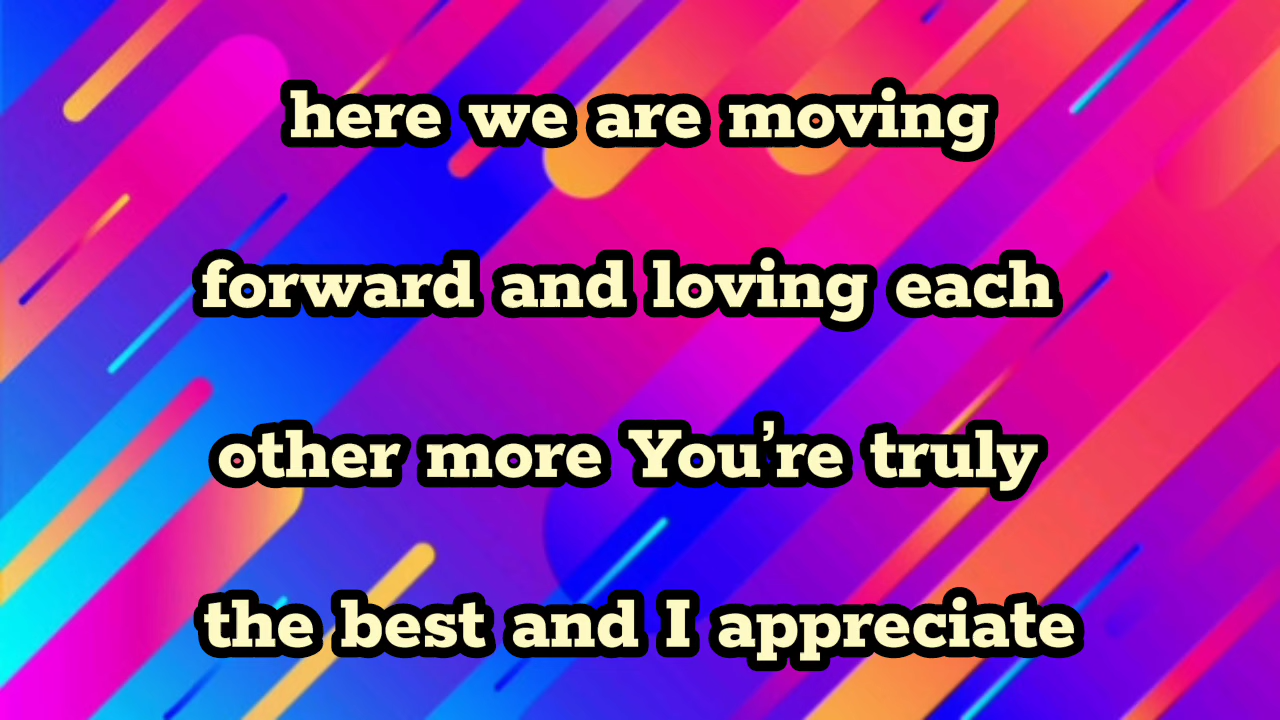 here we are moving
forward and loving each
other more You're truly
the best and I appreciate